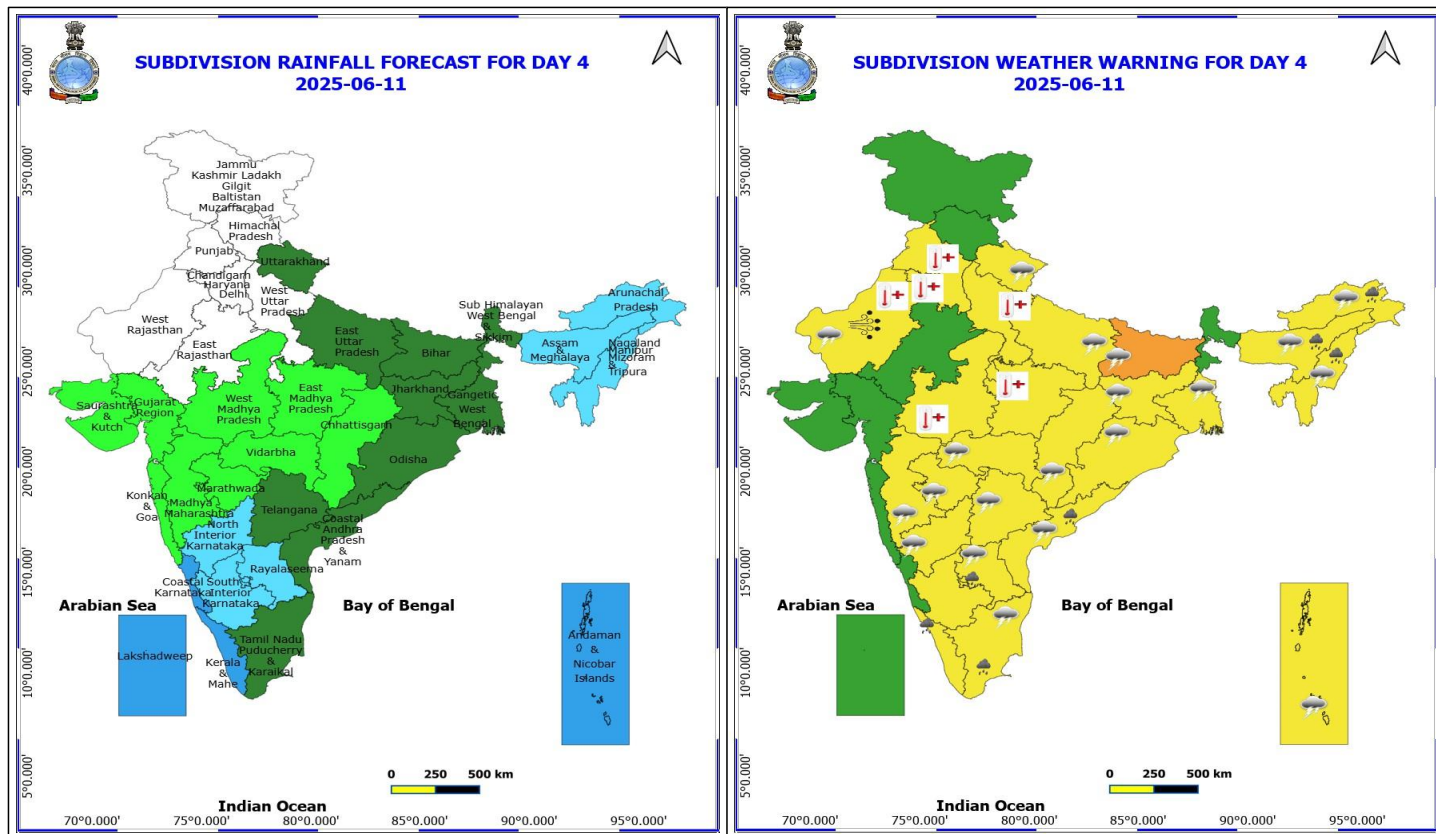 SUBDIVISION RAINFALL FORECAST FOR DAY 4
2025-06-11
40°0.000'
35°0.000'
30°0.000'
25°0.000'
20°0.000'
15°0.000'
10°0.000'
5°0.000'
Jammu
Kashmir Ladakh
Gilgit
Baltistan
Muzaffarabad
Himachal
Pradesh
Punjab
Uttarakhand
Chandigarh
Haryana
Delhi
West
Uttar
Pradesh
West
Rajasthan
East
Rajasthan
East
Uttar
Pradesh
Bihar
Sub Himalayan
West Bengal
&
Sikkim
Arunachal
Pradesh
Assam
&
Meghalaya
Nagaland
Manipur
Mizoram
&
Tripura
Jharkhand
Gangetic
West
Bengal
Saurashtra
&
Kutch
Gujarat
Region
West
Madhya
Pradesh
East
Madhya
Pradesh
Chhattisgarh
Vidarbha
Odisha
Konkan
&
Goa
Madhya
Maharashtra
Marathwada
Telangana
North
Interior
Karnataka
Coastal
Andhra
Pradesh
&
Yanam
Rayalaseema
Coastal
Karnataka
South
Interior
Karnataka
Arabian Sea
Bay of Bengal
Lakshadweep
Kerala
&
Mahe
Tamil Nadu
Puducherry
&
Karaikal
Andaman
&
Nicobar
Islands
0 250 500 km
Indian Ocean
70°0.000' 75°0.000' 80°0.000' 85°0.000' 90°0.000' 95°0.000'
SUBDIVISION WEATHER WARNING FOR DAY 4
2025-06-11
40°0.000'
35°0.000'
30°0.000'
25°0.000'
20°0.000'
15°0.000'
10°0.000'
5°0.000'
Arabian Sea
Bay of Bengal
0 250 500 km
Indian Ocean
70°0.000' 75°0.000' 80°0.000' 85°0.000' 90°0.000' 95°0.000'